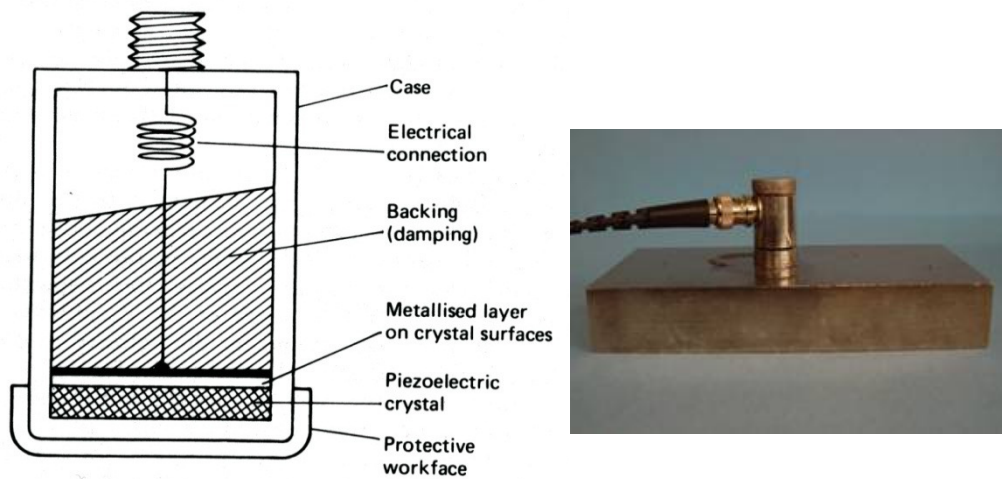 Case
Electrical
connection
Backing
(damping)
Metallised layer
on crystal surfaces
Piezoelectric
crystal
Protective
workface